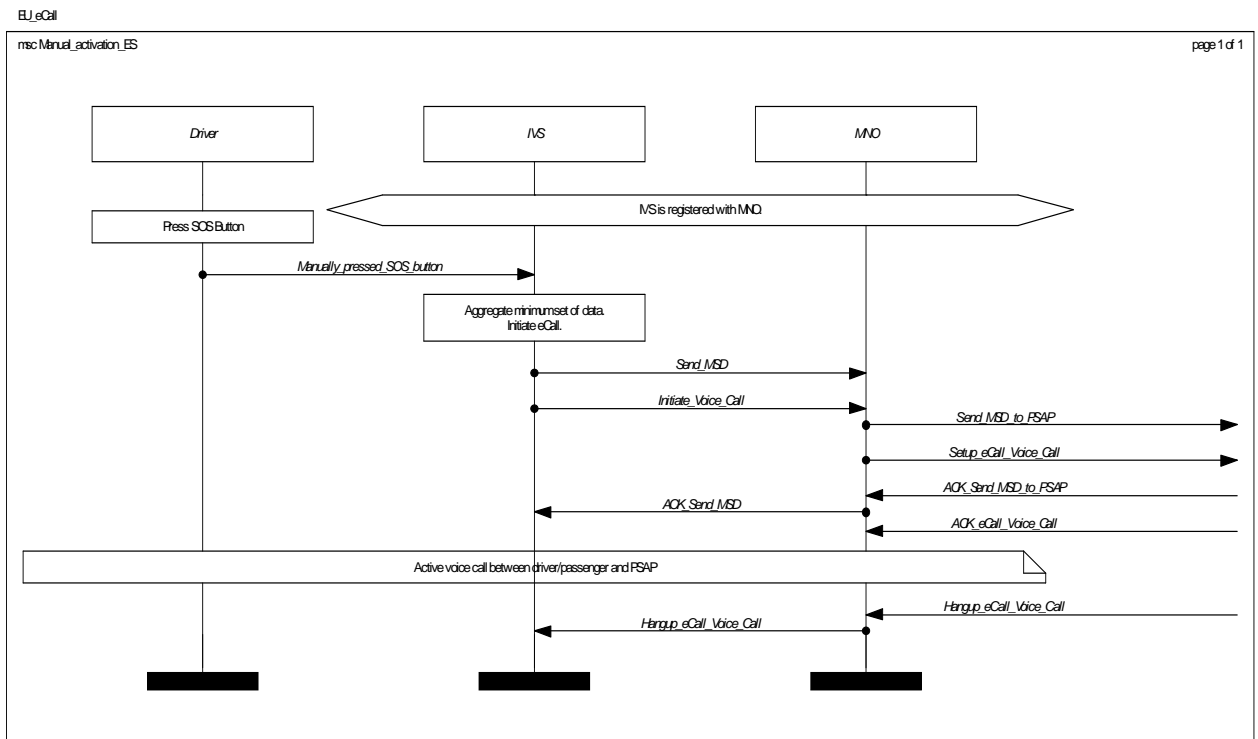 EU_eCall
msc Manual_activation_ES
page 1 of 1
Driver
IVS
MNO
IVS is registered with MNO.
Press SOS Button
Manually_pressed_SOS_button
Aggregate minimum set of data.
Initiate eCall.
Send_MSD
Initiate_Voice_Call
Send_MSD_to_PSAP
Setup_eCall_Voice_Call
ACK_Send_MSD_to_PSAP
ACK_Send_MSD
ACK_eCall_Voice_Call
Active voice call between driver/passenger and PSAP
Hangup_eCall_Voice_Call
Hangup_eCall_Voice_Call